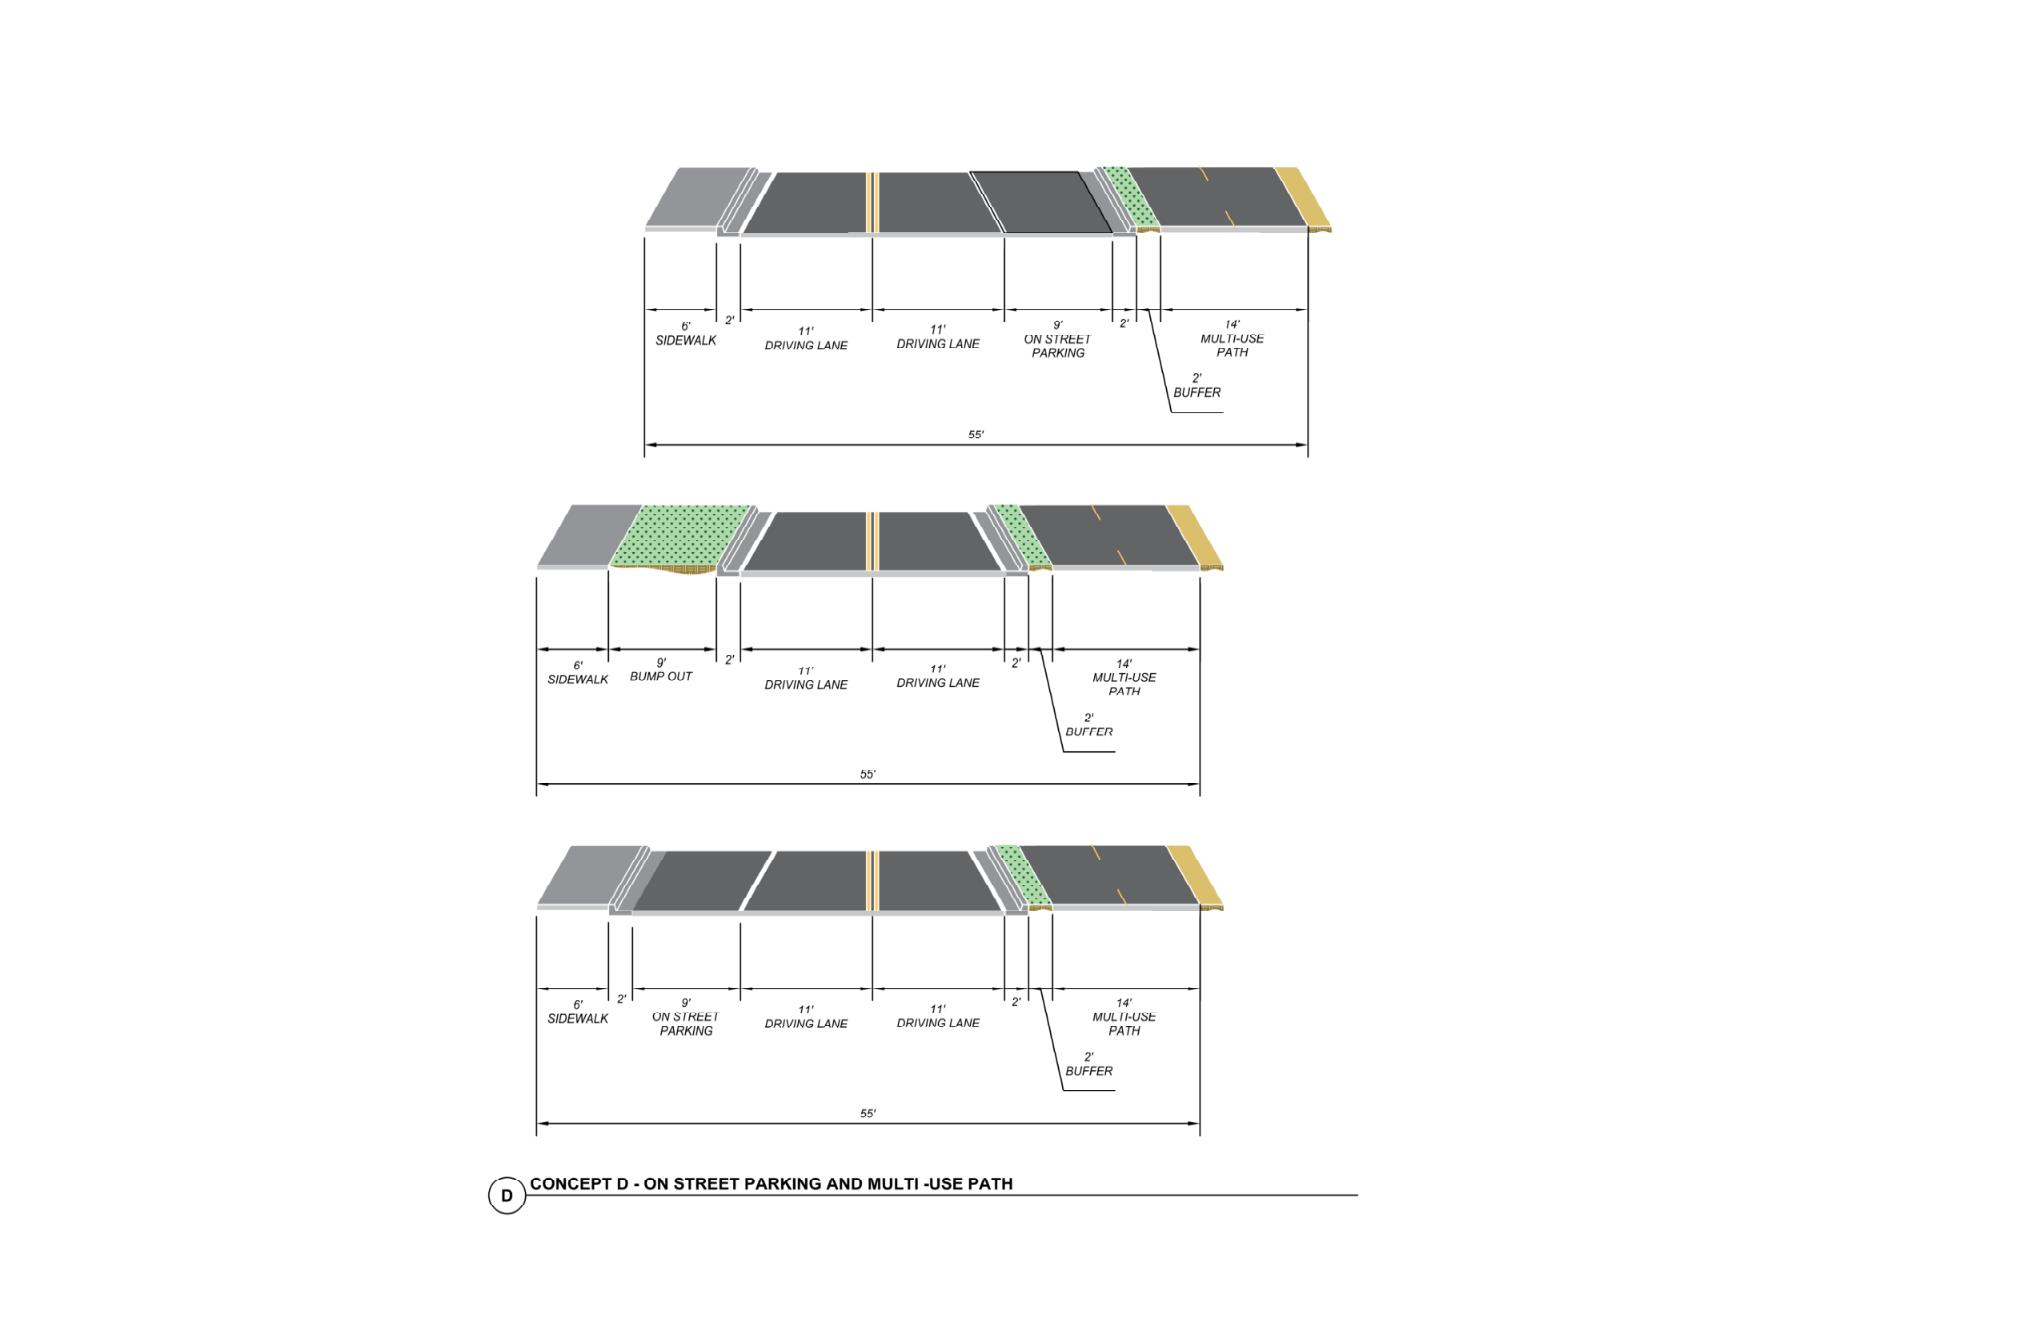 6'
SIDEWALK
2'
11'
DRIVING LANE
11'
DRIVING LANE
9'
ON STREET
PARKING
2'
14'
MULTI-USE
PATH
2'
BUFFER
55'
6'
SIDEWALK
9'
BUMP OUT
2'
11'
DRIVING LANE
11'
DRIVING LANE
2'
14'
MULTI-USE
PATH
2'
BUFFER
55'
6'
SIDEWALK
2'
9'
ON STREET
PARKING
11'
DRIVING LANE
11'
DRIVING LANE
2'
14'
MULTI-USE
PATH
2'
BUFFER
55'
D
CONCEPT D - ON STREET PARKING AND MULTI -USE PATH